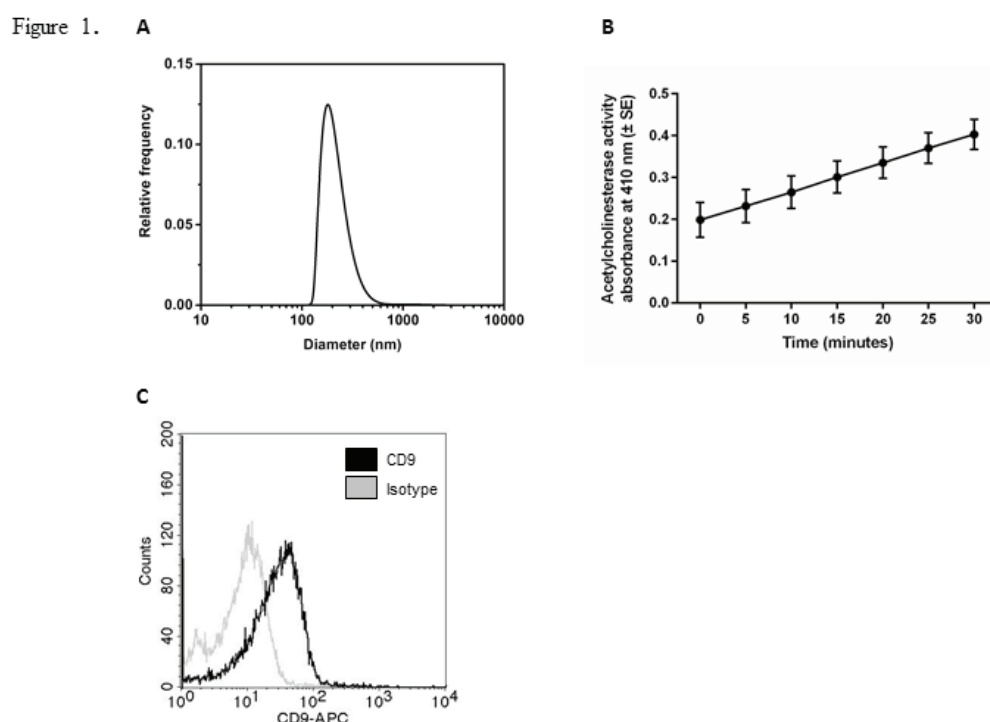 Figure 1.
A
0.15
0.10
0.05
0.00
Relative frequency
10
100
1000
10000
Diameter (nm)
B
0.5
0.4
0.3
0.2
0.1
0.0
Acetylcholinesterase activity
absorbance at 410 nm (± SE)
0
5
10
15
20
25
30
Time (minutes)
C
200
160
120
80
40
0
Counts
CD9
Isotype
10⁰
10¹
10²
10³
10⁴
CD9-APC